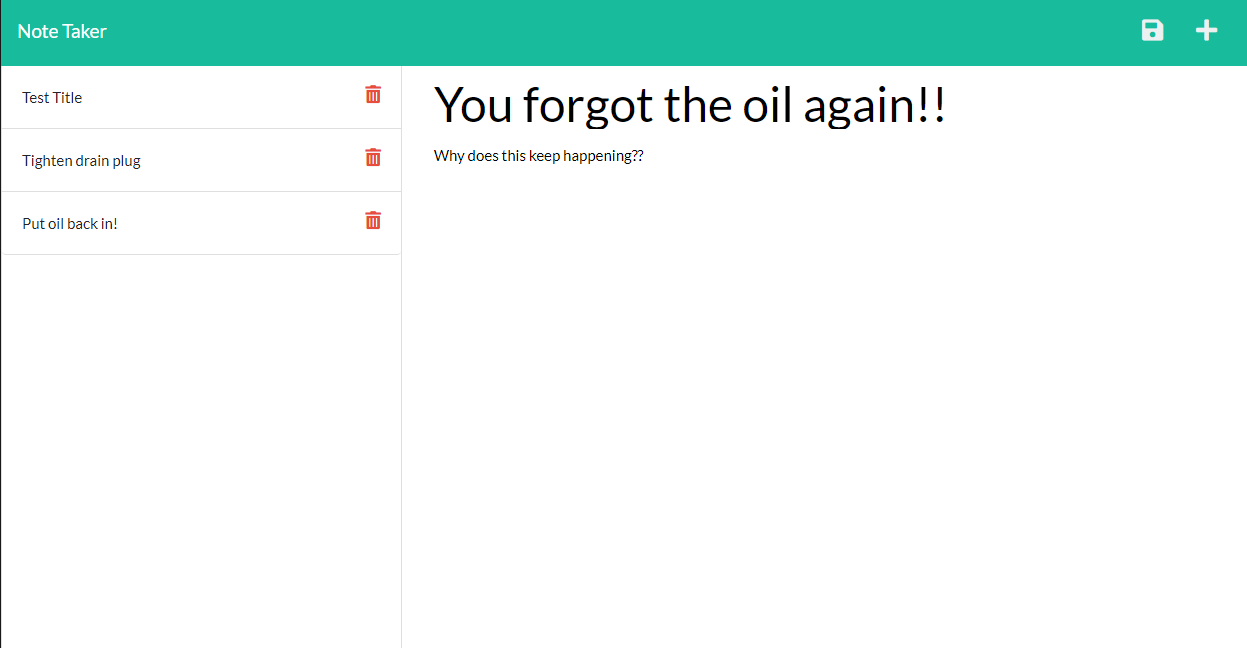 Note Taker
Test Title
Tighten drain plug
Put oil back in!
You forgot the oil again!!
Why does this keep happening??